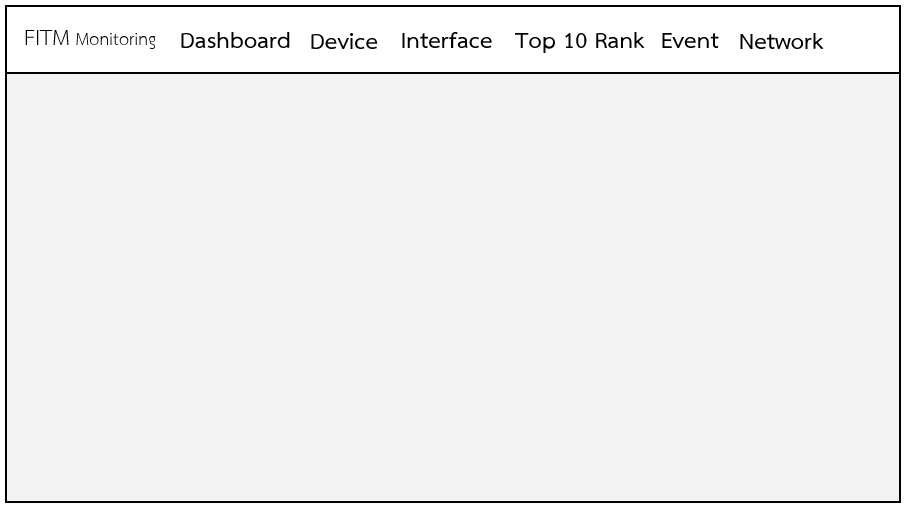 FITM Monitoring Dashboard Device Interface Top 10 Rank Event Network